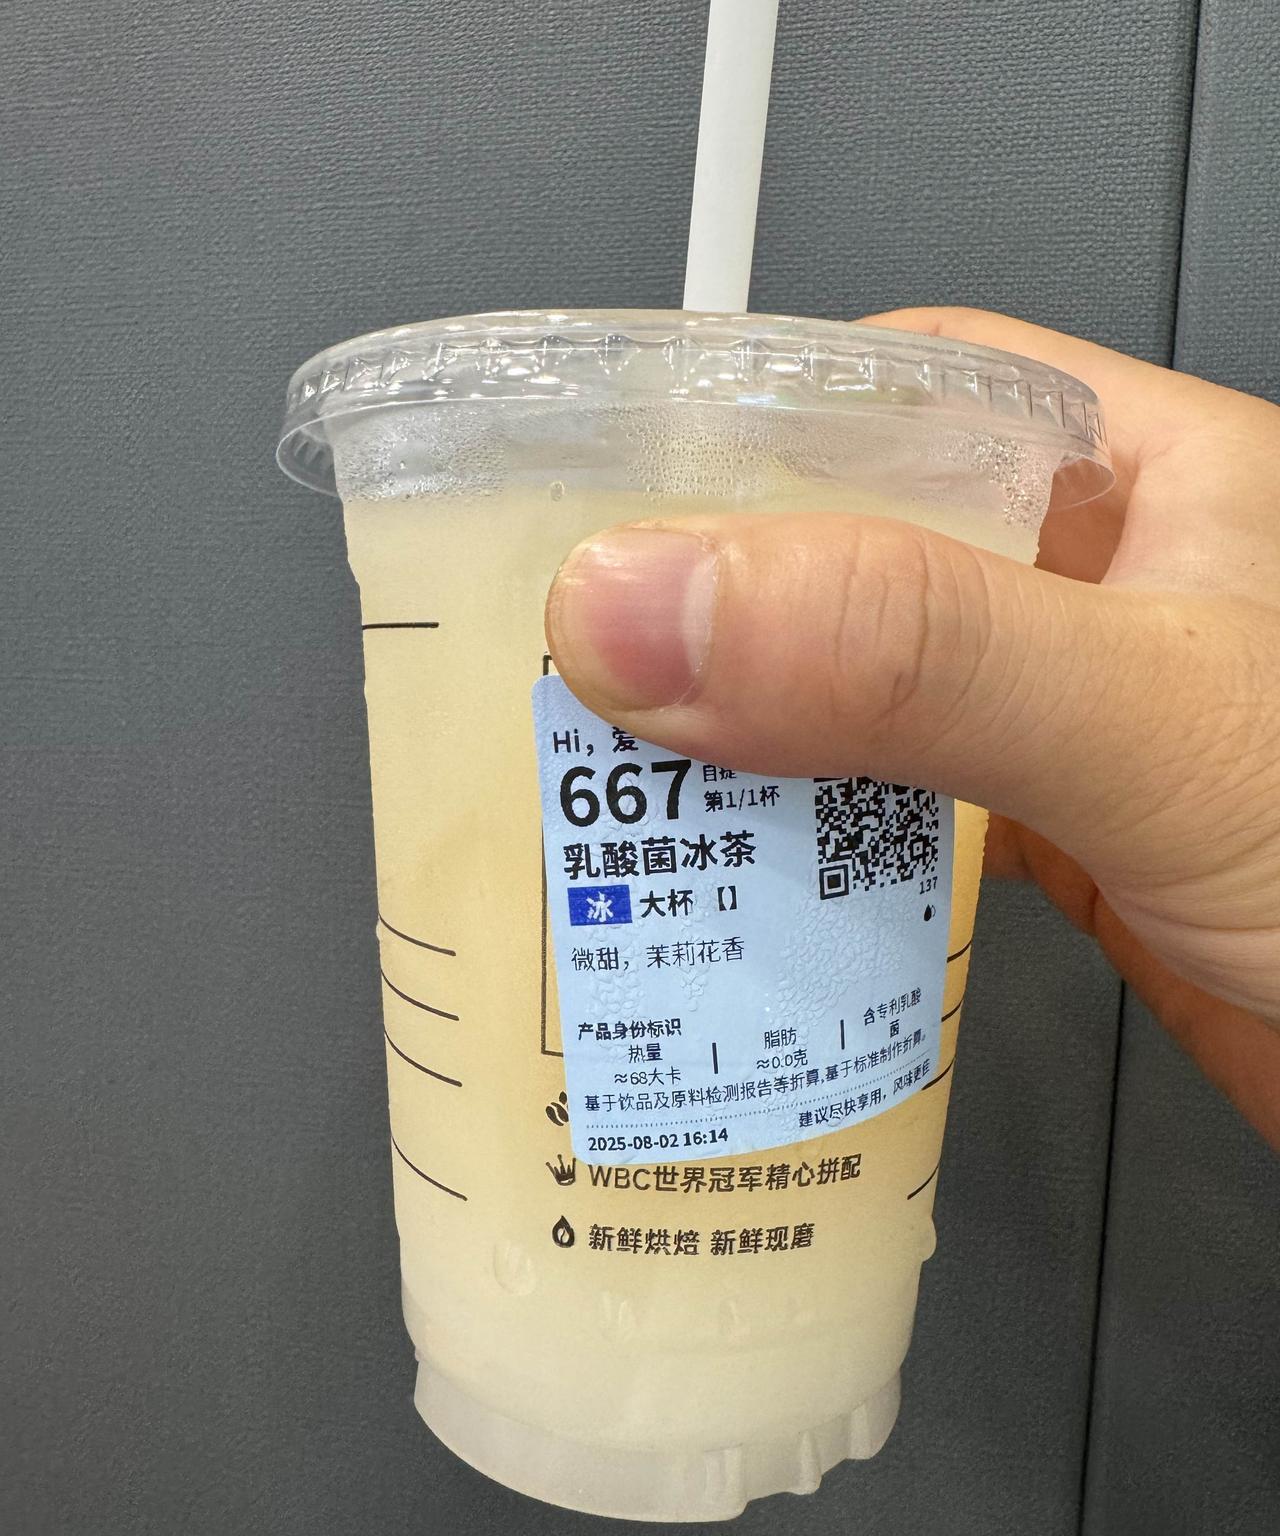 Hi，爱
667 自提
第1/1杯
乳酸菌冰茶
137
冰 大杯 【】
微甜，茉莉花香
产品身份标识
热量
≈68大卡
脂肪
≈0.0克
含专利乳酸
菌
基于饮品及原料检测报告等折算,基于标准制作折算。
建议尽快享用，风味更佳
2025-08-02 16:14
WBC世界冠军精心拼配
新鲜烘焙 新鲜现磨